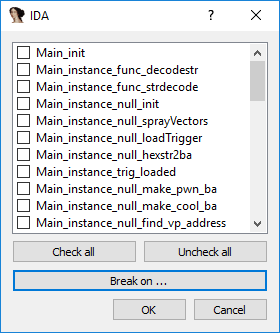 IDA
?
Main_init
Main_instance_func_decodestr
Main_instance_func_strdecode
Main_instance_null_init
Main_instance_null_sprayVectors
Main_instance_null_loadTrigger
Main_instance_null_hexstr2ba
Main_instance_trig_loaded
Main_instance_null_make_pwn_ba
Main_instance_null_make_cool_ba
Main_instance_null_find_vp_address
Check all Uncheck all
Break on ...
OK Cancel